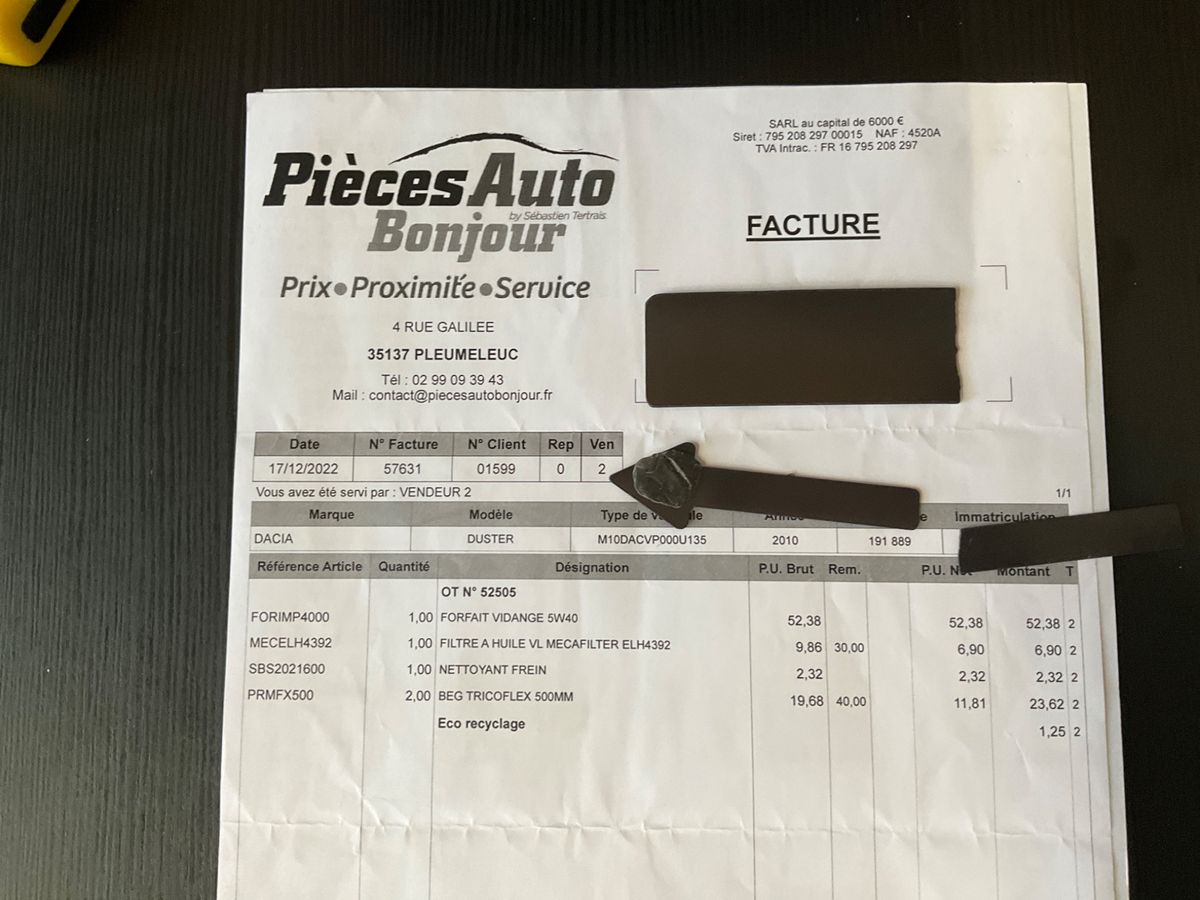 SARL au capital de 6000 €
Siret : 795 208 297 00015 NAF : 4520A
TVA Intrac. : FR 16 795 208 297
Pièces Auto
by Sébastien Tertrais
Bonjour
Prix•Proximité•Service
FACTURE
4 RUE GALILEE
35137 PLEUMELEUC
Tél : 02 99 09 39 43
Mail : contact@piecesautobonjour.fr
Date N° Facture N° Client Rep Ven
17/12/2022 57631 01599 0 2
Vous avez été servi par : VENDEUR 2
1/1
Marque Modèle Type de Immatriculation
DACIA DUSTER M10DACVP000U135 2010 191 889
Référence Article Quantité Désignation P.U. Brut Rem. P.U. Net Montant T
OT N° 52505
FORIMP4000 1,00 FORFAIT VIDANGE 5W40 52,38 52,38 52,38 2
MECELH4392 1,00 FILTRE A HUILE VL MECAFILTER ELH4392 9,86 30,00 6,90 6,90 2
SBS2021600 1,00 NETTOYANT FREIN 2,32 2,32 2,32 2
PRMFX500 2,00 BEG TRICOFLEX 500MM 19,68 40,00 11,81 23,62 2
Eco recyclage 1,25 2